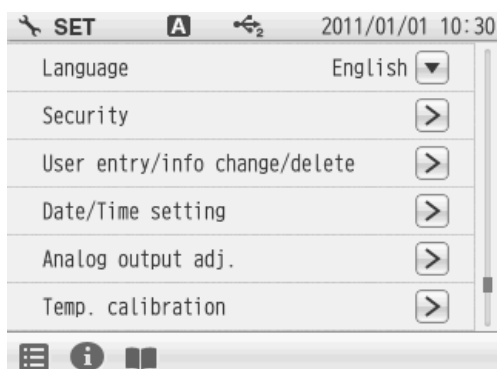 SET A 2 2011/01/01 10:30
Language English
Security
User entry/info change/delete
Date/Time setting
Analog output adj.
Temp. calibration